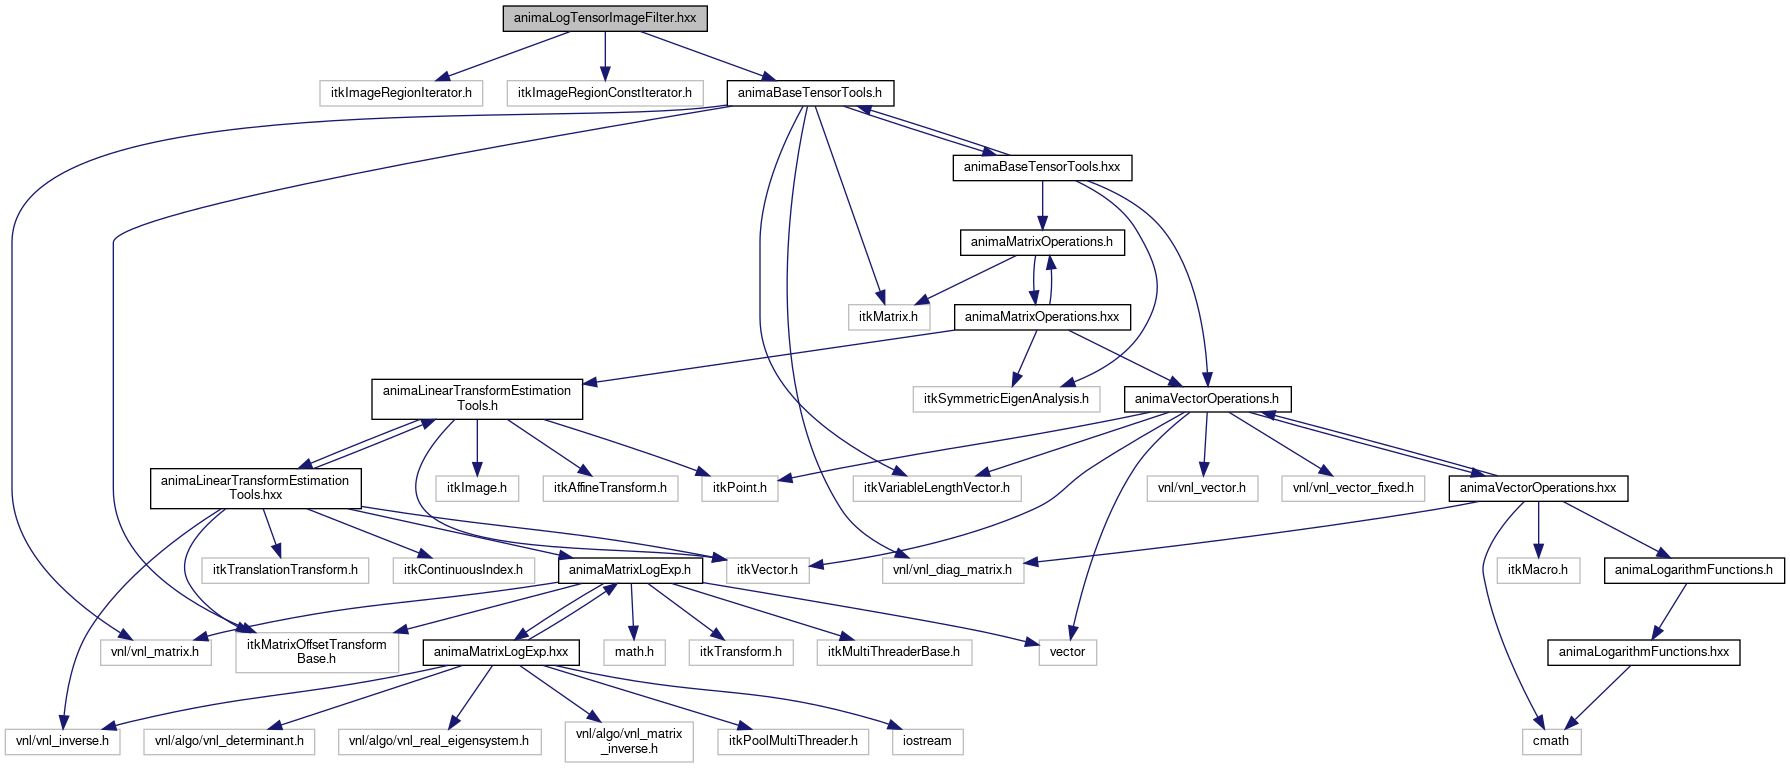 animaLogTensorImageFilter.hxx
itkImageRegionIterator.h
itkImageRegionConstIterator.h
animaBaseTensorTools.h
animaBaseTensorTools.hxx
animaMatrixOperations.h
itkMatrix.h
animaMatrixOperations.hxx
animaLinearTransformEstimation
Tools.h
itkSymmetricEigenAnalysis.h
animaVectorOperations.h
animaLinearTransformEstimation
Tools.hxx
itkImage.h
itkAffineTransform.h
itkPoint.h
itkVariableLengthVector.h
vnl/vnl_vector.h
vnl/vnl_vector_fixed.h
animaVectorOperations.hxx
itkTranslationTransform.h
itkContinuousIndex.h
animaMatrixLogExp.h
itkVector.h
vnl/vnl_diag_matrix.h
itkMacro.h
animaLogarithmFunctions.h
vnl/vnl_matrix.h
itkMatrixOffsetTransform
Base.h
animaMatrixLogExp.hxx
math.h
itkTransform.h
itkMultiThreaderBase.h
vector
animaLogarithmFunctions.hxx
vnl/vnl_inverse.h
vnl/algo/vnl_determinant.h
vnl/algo/vnl_real_eigensystem.h
vnl/algo/vnl_matrix
_inverse.h
itkPoolMultiThreader.h
iostream
cmath